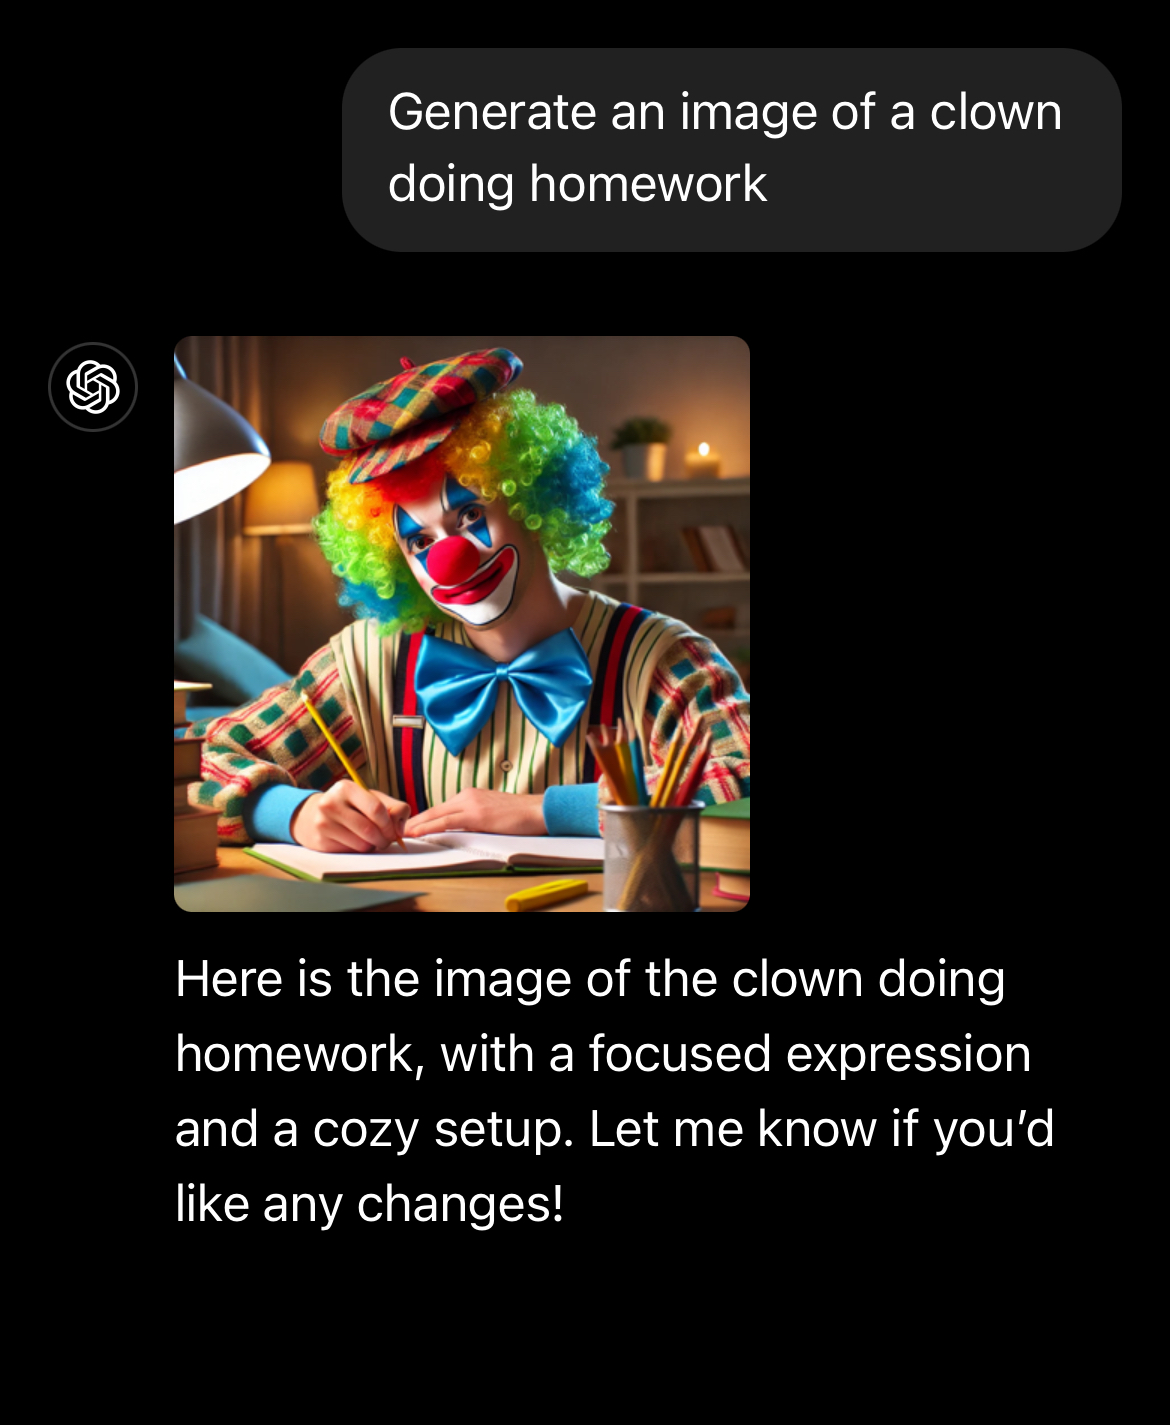 Generate an image of a clown
doing homework
Here is the image of the clown doing
homework, with a focused expression
and a cozy setup. Let me know if you’d
like any changes!